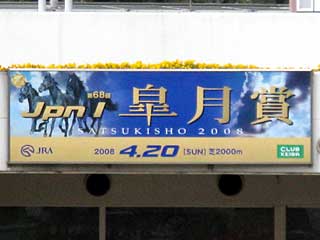 第68回
Jpn I 皐月賞
SATSUKISHO 2008
JRA 2008 4.20 [SUN] 芝2000m CLUB KEIBA